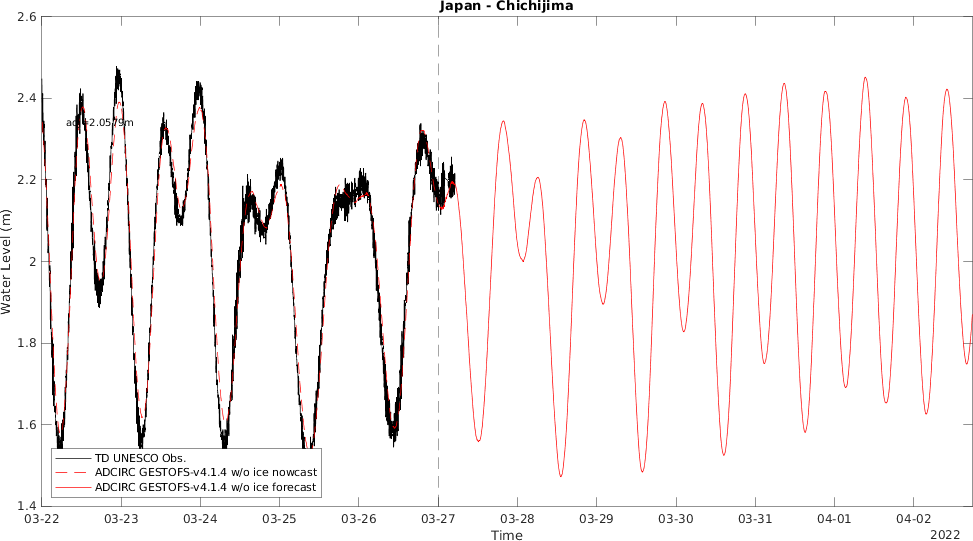 Japan - Chichijima
2.6
2.4
2.2
2
1.8
1.6
1.4
Water Level (m)
2.0579m
TD UNESCO Obs.
ADCIRC GESTOFS-v4.1.4 w/o ice nowcast
ADCIRC GESTOFS-v4.1.4 w/o ice forecast
03-22 03-23 03-24 03-25 03-26 03-27 03-28 03-29 03-30 03-31 04-01 04-02
Time
2022